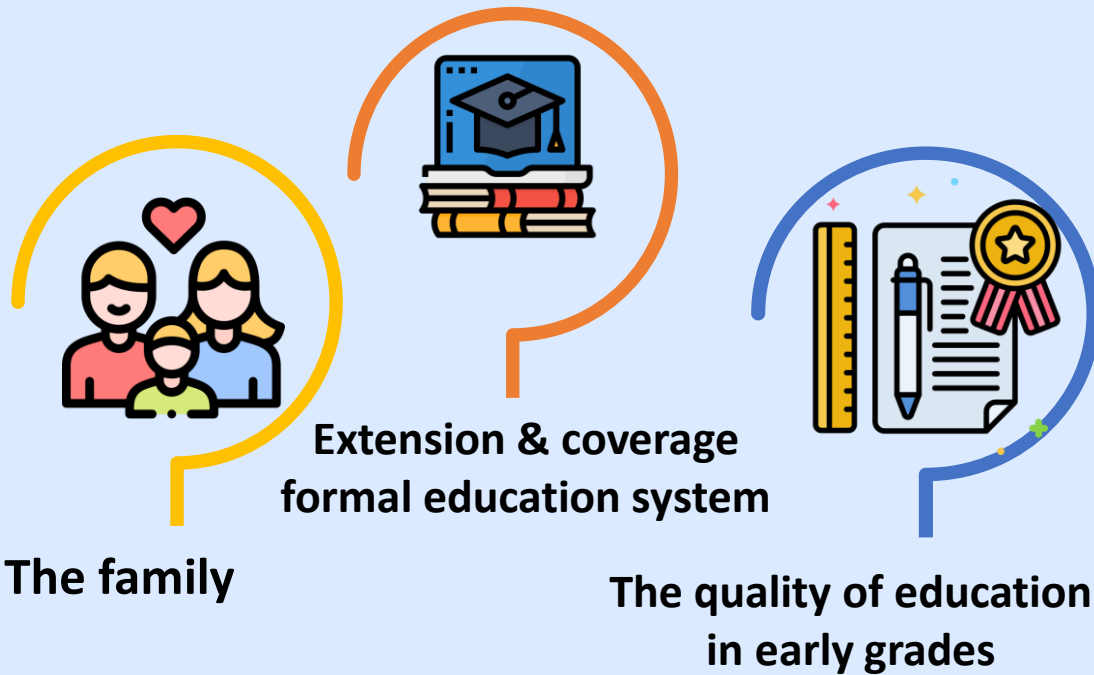 The family
Extension & coverage
formal education system
The quality of education
in early grades